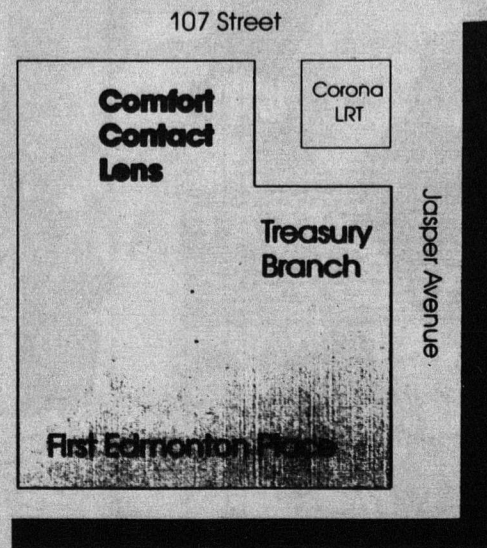 107 Street
Comfort
Contact
Lens
Corona
LRT
Treasury
Branch
Jasper Avenue
First Edmonton Place